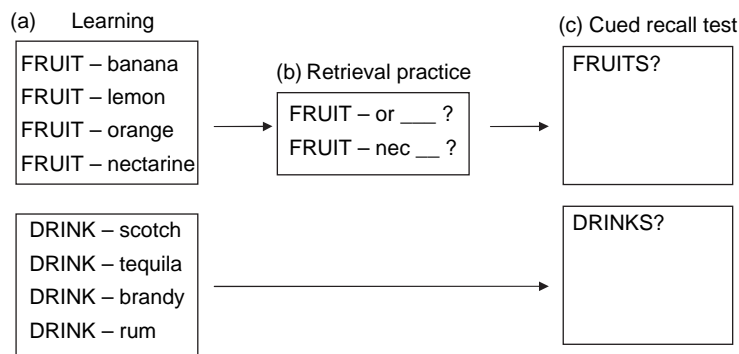 (a) Learning
FRUIT – banana
FRUIT – lemon
FRUIT – orange
FRUIT – nectarine
(b) Retrieval practice
FRUIT – or ___ ?
FRUIT – nec __ ?
(c) Cued recall test
FRUITS?
DRINK – scotch
DRINK – tequila
DRINK – brandy
DRINK – rum
DRINKS?